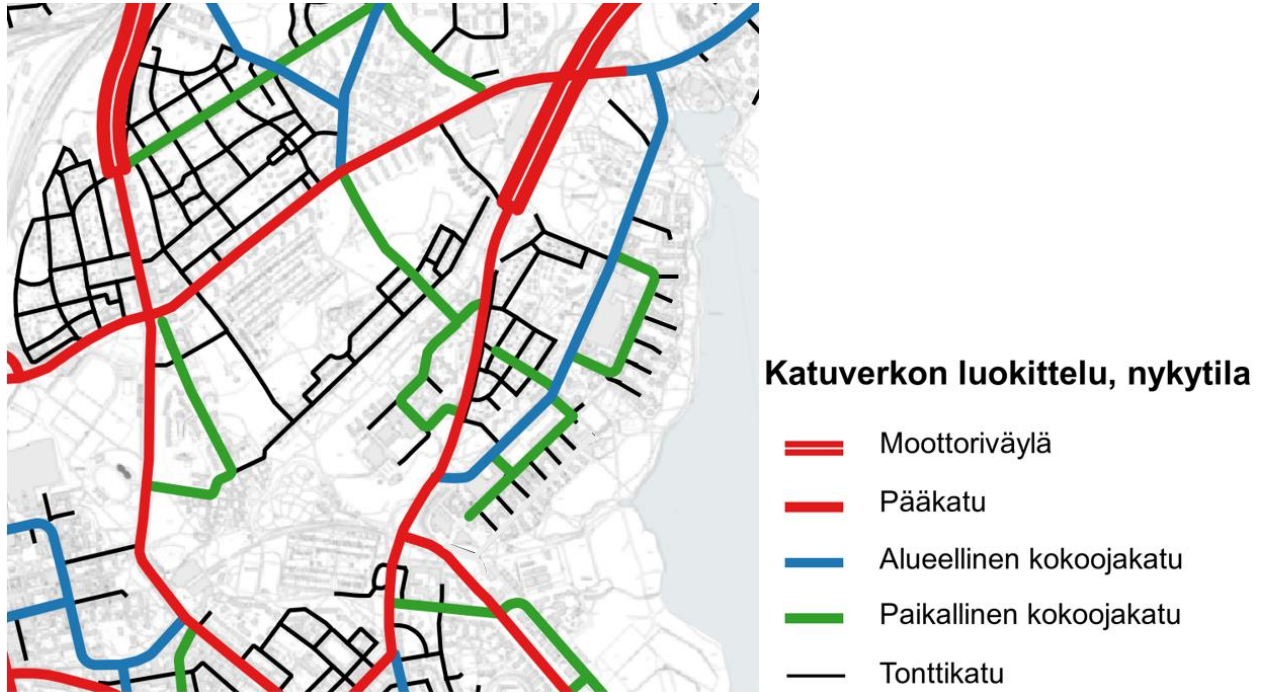 Katuverkon luokittelu, nykytila
Moottoriväylä
Pääkatu
Alueellinen kokoojakatu
Paikallinen kokoojakatu
Tonttikatu